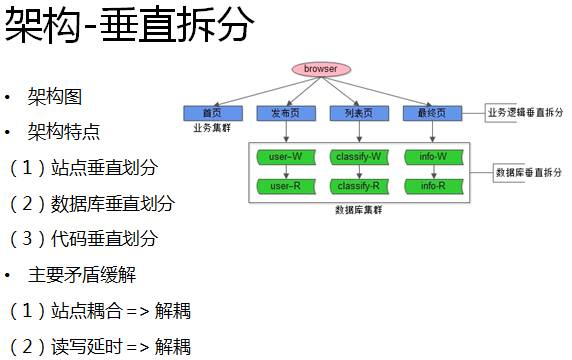 架构-垂直拆分
• 架构图
• 架构特点
（1）站点垂直划分
（2）数据库垂直划分
（3）代码垂直划分
• 主要矛盾缓解
（1）站点耦合 => 解耦
（2）读写延时 => 解耦
browser
首页 发布页 列表页 最终页 业务逻辑垂直拆分
业务集群
user-W classify-W info-W
数据库垂直拆分
user-R classify-R info-R
数据库集群